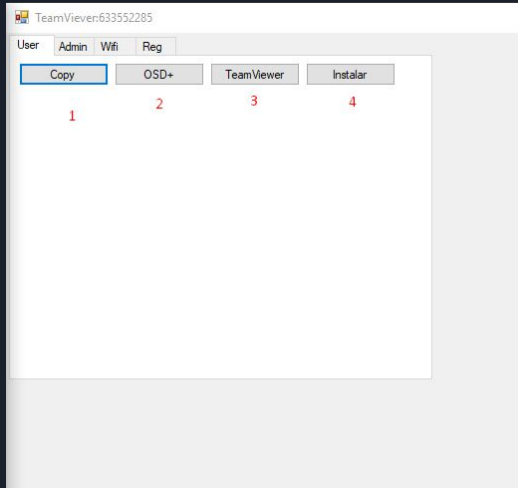 TeamViever:633552285
User Admin Wifi Reg
Copy OSD+ TeamViewer Instalar
1 2 3 4